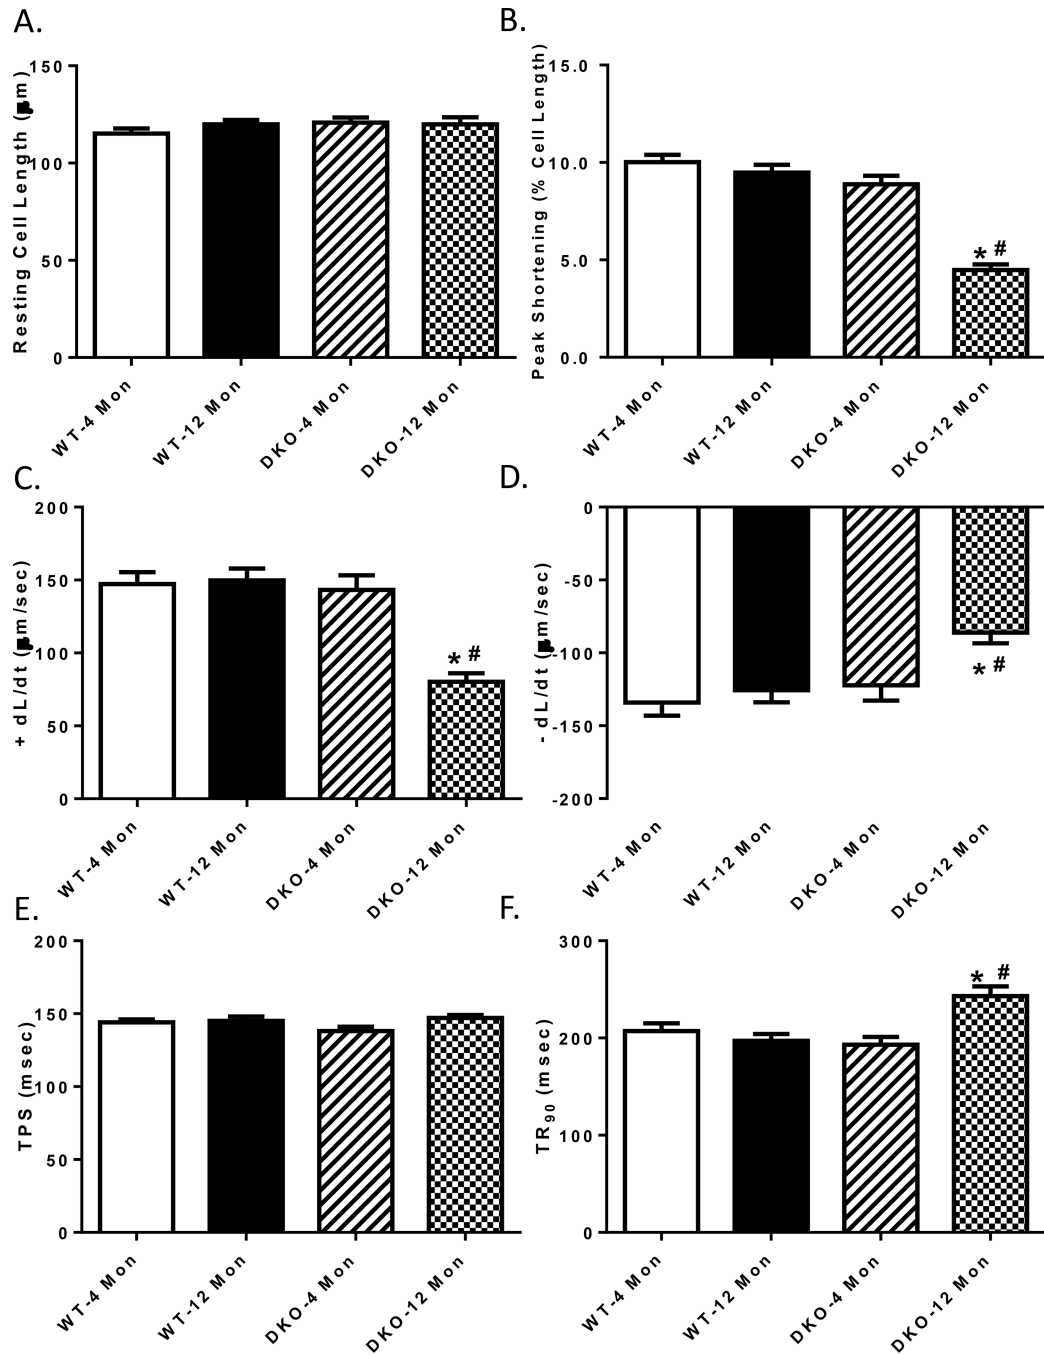 A.
Resting Cell Length (μm)
150
100
50
0
WT-4 Mon
WT-12 Mon
DKO-4 Mon
DKO-12 Mon
B.
Peak Shortening (% Cell Length)
15.0
10.0
5.0
0.0
* #
WT-4 Mon
WT-12 Mon
DKO-4 Mon
DKO-12 Mon
C.
+ dL/dt (μm/sec)
200
150
100
50
0
* #
WT-4 Mon
WT-12 Mon
DKO-4 Mon
DKO-12 Mon
D.
- dL/dt (μm/sec)
0
-50
-100
-150
-200
* #
WT-4 Mon
WT-12 Mon
DKO-4 Mon
DKO-12 Mon
E.
TPS (msec)
200
150
100
50
0
WT-4 Mon
WT-12 Mon
DKO-4 Mon
DKO-12 Mon
F.
TR90 (msec)
300
200
100
0
* #
WT-4 Mon
WT-12 Mon
DKO-4 Mon
DKO-12 Mon